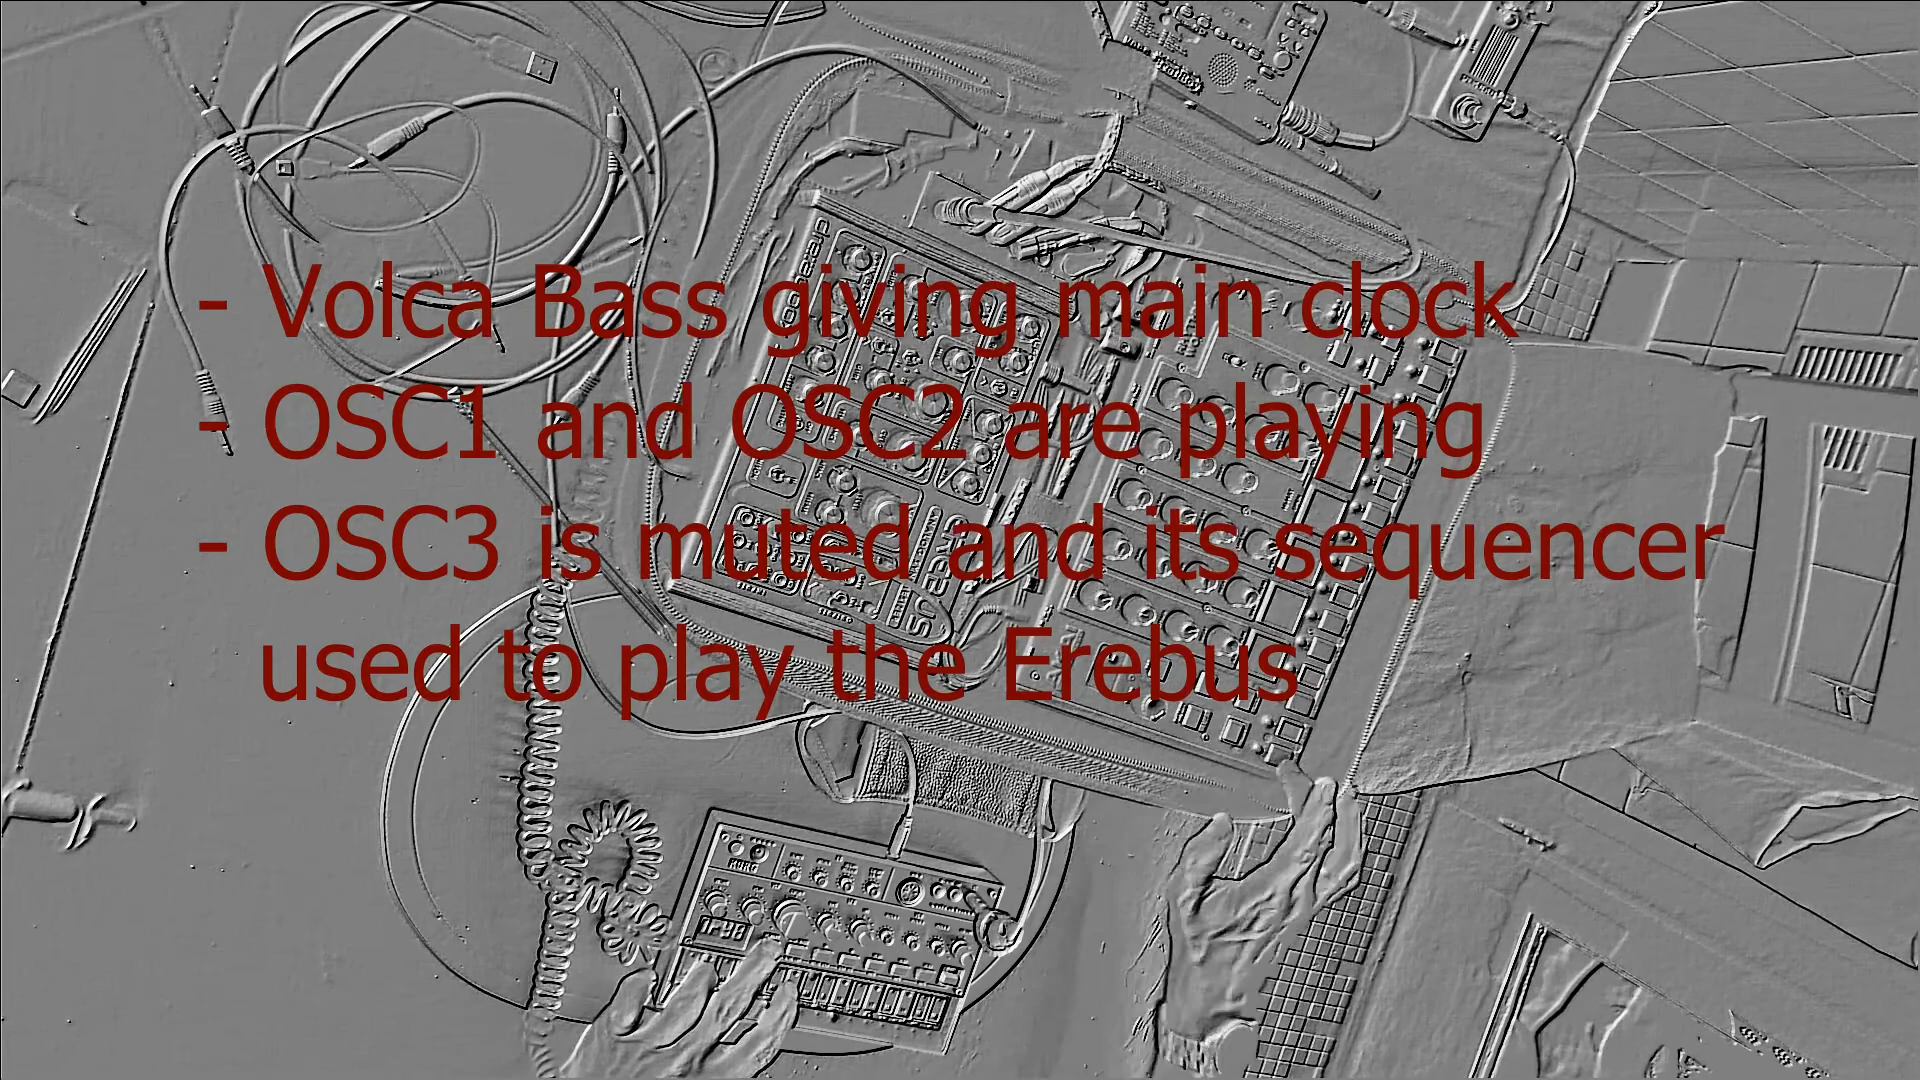 - Volca Bass giving main clock
- OSC1 and OSC2 are playing
- OSC3 is muted and its sequencer
used to play the Erebus
KORG